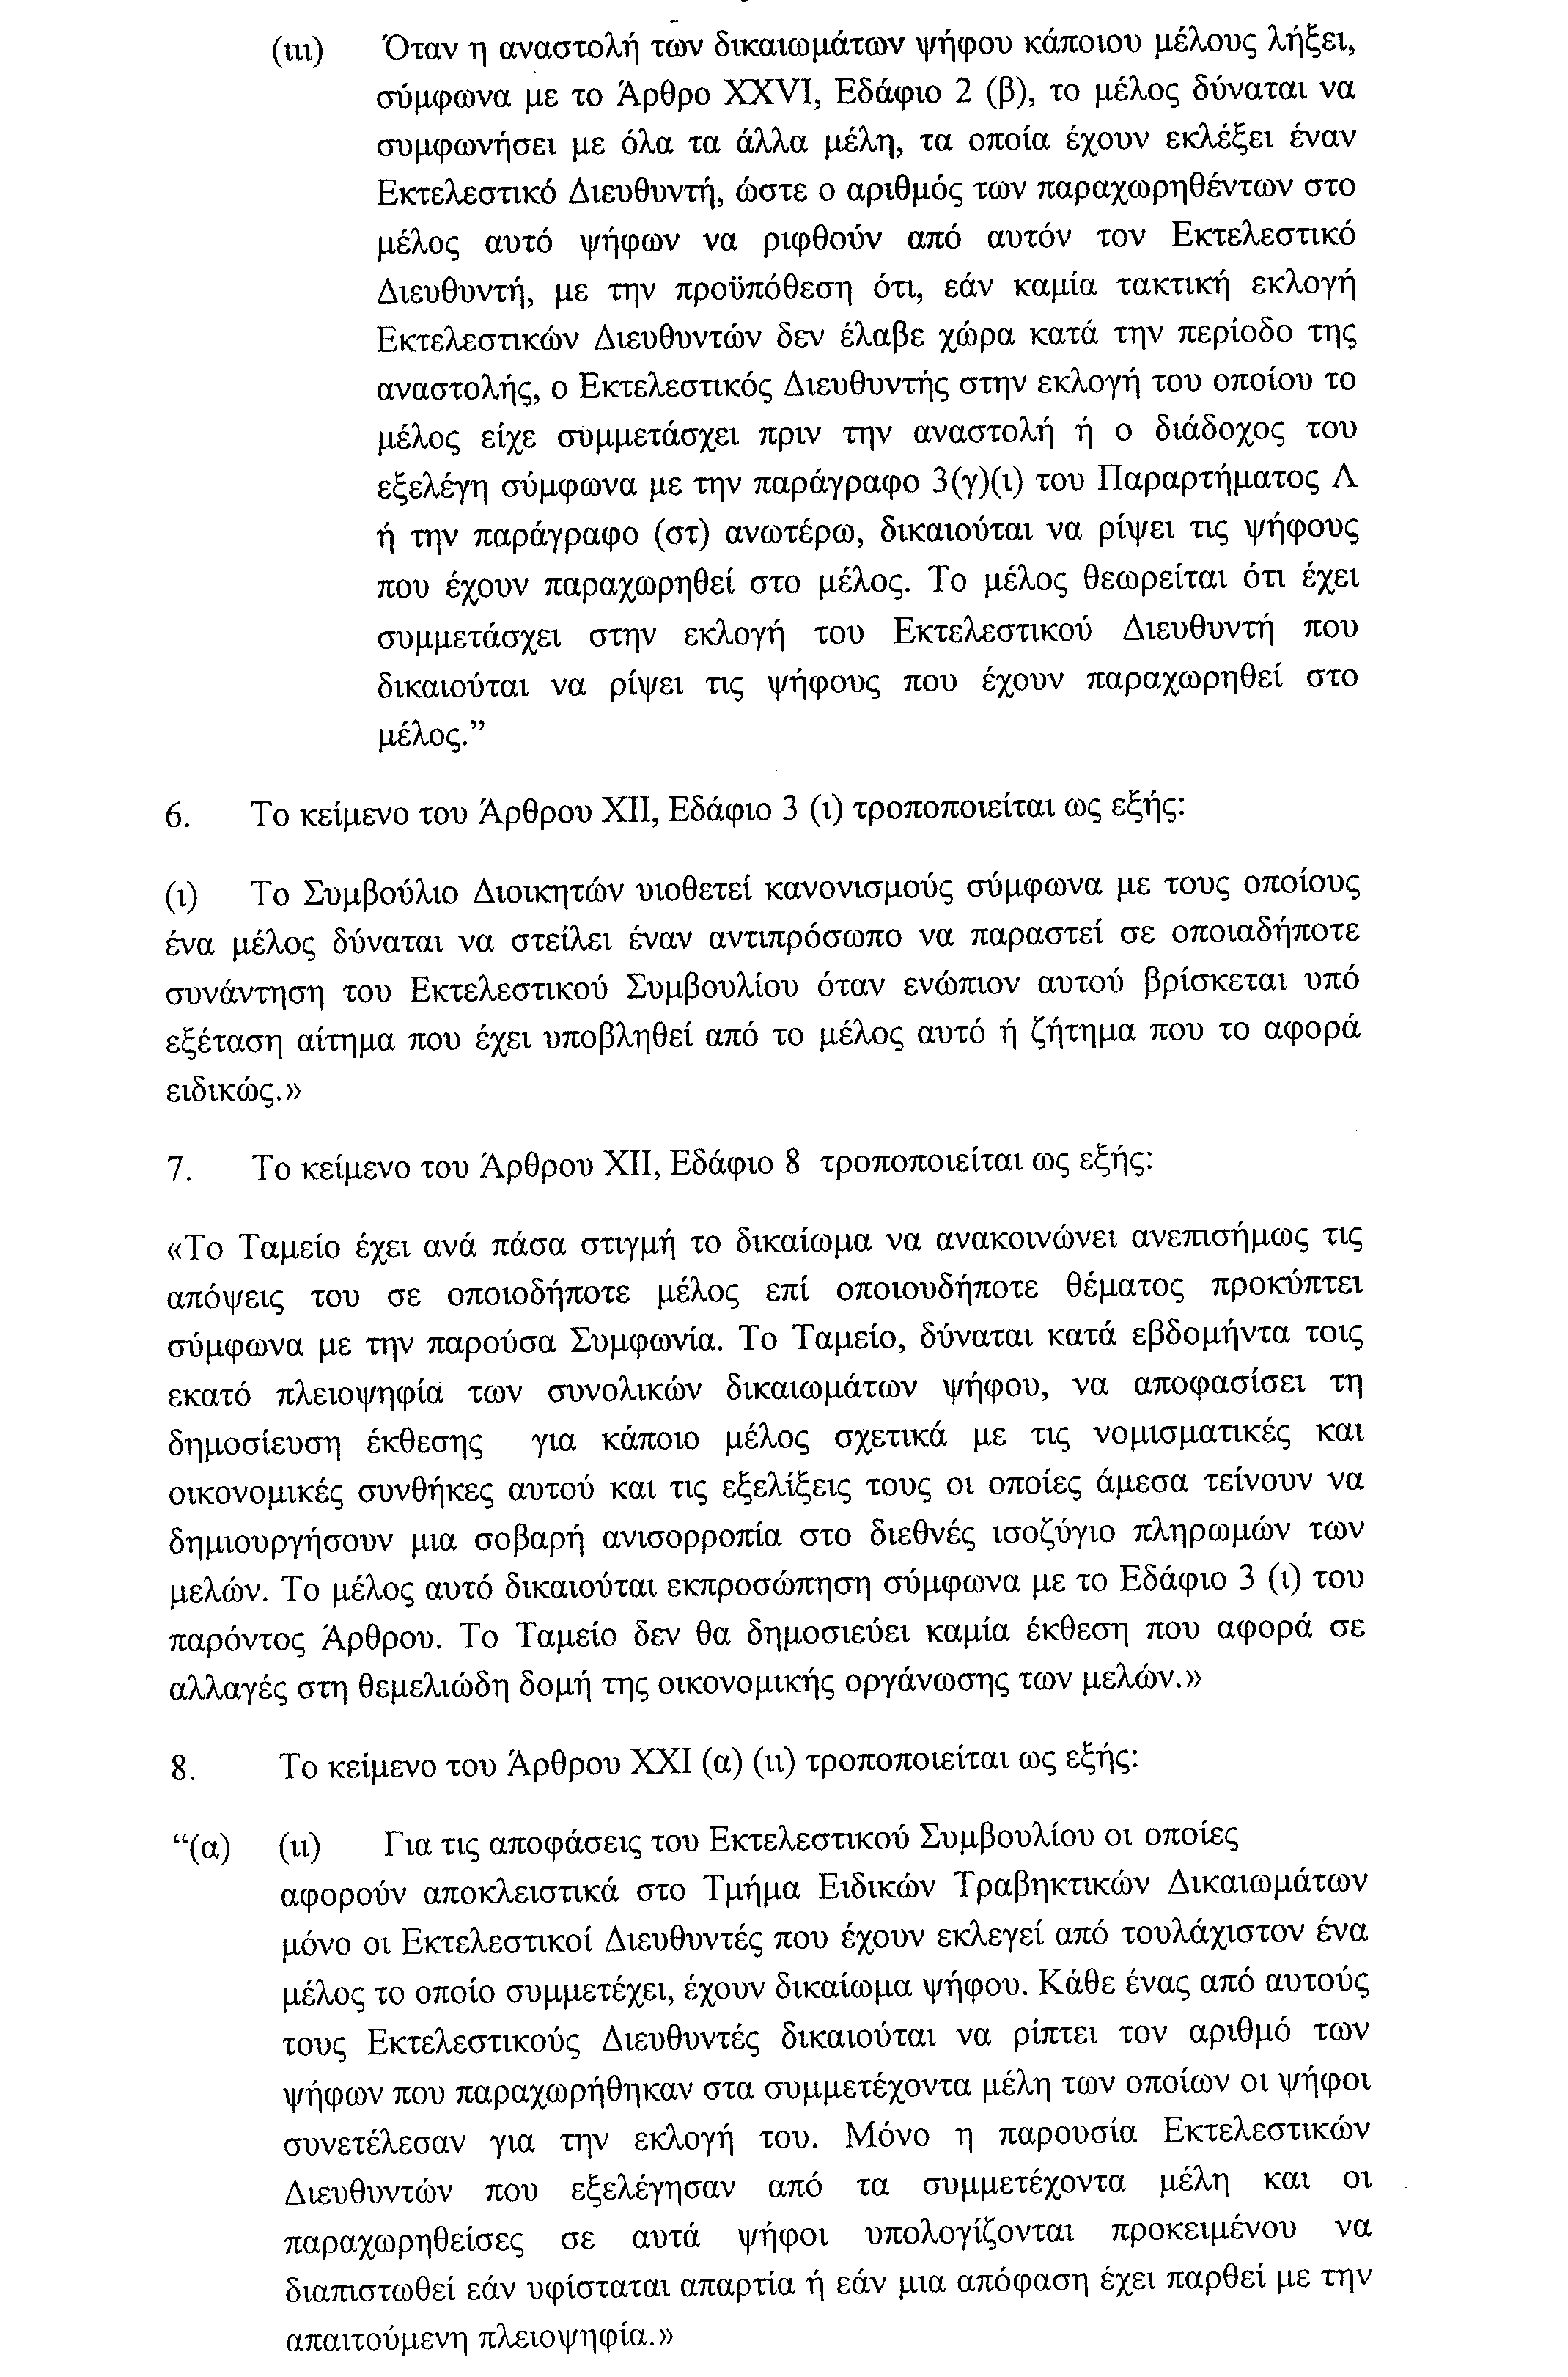 (ιιι) Όταν η αναστολή των δικαιωμάτων ψήφου κάποιου μέλους λήξει,
σύμφωνα με το Άρθρο XXVI, Εδάφιο 2 (β), το μέλος δύναται να
συμφωνήσει με όλα τα άλλα μέλη, τα οποία έχουν εκλέξει έναν
Εκτελεστικό Διευθυντή, ώστε ο αριθμός των παραχωρηθέντων στο
μέλος αυτό ψήφων να ριφθούν από αυτόν τον Εκτελεστικό
Διευθυντή, με την προϋπόθεση ότι, εάν καμία τακτική εκλογή
Εκτελεστικών Διευθυντών δεν έλαβε χώρα κατά την περίοδο της
αναστολής, ο Εκτελεστικός Διευθυντής στην εκλογή του οποίου το
μέλος είχε συμμετάσχει πριν την αναστολή ή ο διάδοχος του
εξελέγη σύμφωνα με την παράγραφο 3(γ)(ι) του Παραρτήματος Λ
ή την παράγραφο (στ) ανωτέρω, δικαιούται να ρίψει τις ψήφους
που έχουν παραχωρηθεί στο μέλος. Το μέλος θεωρείται ότι έχει
συμμετάσχει στην εκλογή του Εκτελεστικού Διευθυντή που
δικαιούται να ρίψει τις ψήφους που έχουν παραχωρηθεί στο
μέλος.”
6. Το κείμενο του Άρθρου XII, Εδάφιο 3 (ι) τροποποιείται ως εξής:
(ι) Το Συμβούλιο Διοικητών υιοθετεί κανονισμούς σύμφωνα με τους οποίους
ένα μέλος δύναται να στείλει έναν αντιπρόσωπο να παραστεί σε οποιαδήποτε
συνάντηση του Εκτελεστικού Συμβουλίου όταν ενώπιον αυτού βρίσκεται υπό
εξέταση αίτημα που έχει υποβληθεί από το μέλος αυτό ή ζήτημα που το αφορά
ειδικώς.»
7. Το κείμενο του Άρθρου XII, Εδάφιο 8 τροποποιείται ως εξής:
«Το Ταμείο έχει ανά πάσα στιγμή το δικαίωμα να ανακοινώνει ανεπισήμως τις
απόψεις του σε οποιοδήποτε μέλος επί οποιουδήποτε θέματος προκύπτει
σύμφωνα με την παρούσα Συμφωνία. Το Ταμείο, δύναται κατά εβδομήντα τοις
εκατό πλειοψηφία των συνολικών δικαιωμάτων ψήφου, να αποφασίσει τη
δημοσίευση έκθεσης για κάποιο μέλος σχετικά με τις νομισματικές και
οικονομικές συνθήκες αυτού και τις εξελίξεις τους οι οποίες άμεσα τείνουν να
δημιουργήσουν μια σοβαρή ανισορροπία στο διεθνές ισοζύγιο πληρωμών των
μελών. Το μέλος αυτό δικαιούται εκπροσώπηση σύμφωνα με το Εδάφιο 3 (ι) του
παρόντος Άρθρου. Το Ταμείο δεν θα δημοσιεύει καμία έκθεση που αφορά σε
αλλαγές στη θεμελιώδη δομή της οικονομικής οργάνωσης των μελών.»
8. Το κείμενο του Άρθρου XXI (α) (ιι) τροποποιείται ως εξής:
“(α) (ιι) Για τις αποφάσεις του Εκτελεστικού Συμβουλίου οι οποίες
αφορούν αποκλειστικά στο Τμήμα Ειδικών Τραβηκτικών Δικαιωμάτων
μόνο οι Εκτελεστικοί Διευθυντές που έχουν εκλεγεί από τουλάχιστον ένα
μέλος το οποίο συμμετέχει, έχουν δικαίωμα ψήφου. Κάθε ένας από αυτούς
τους Εκτελεστικούς Διευθυντές δικαιούται να ρίπτει τον αριθμό των
ψήφων που παραχωρήθηκαν στα συμμετέχοντα μέλη των οποίων οι ψήφοι
συνετέλεσαν για την εκλογή του. Μόνο η παρουσία Εκτελεστικών
Διευθυντών που εξελέγησαν από τα συμμετέχοντα μέλη και οι
παραχωρηθείσες σε αυτά ψήφοι υπολογίζονται προκειμένου να
διαπιστωθεί εάν υφίσταται απαρτία ή εάν μια απόφαση έχει παρθεί με την
απαιτούμενη πλειοψηφία.»